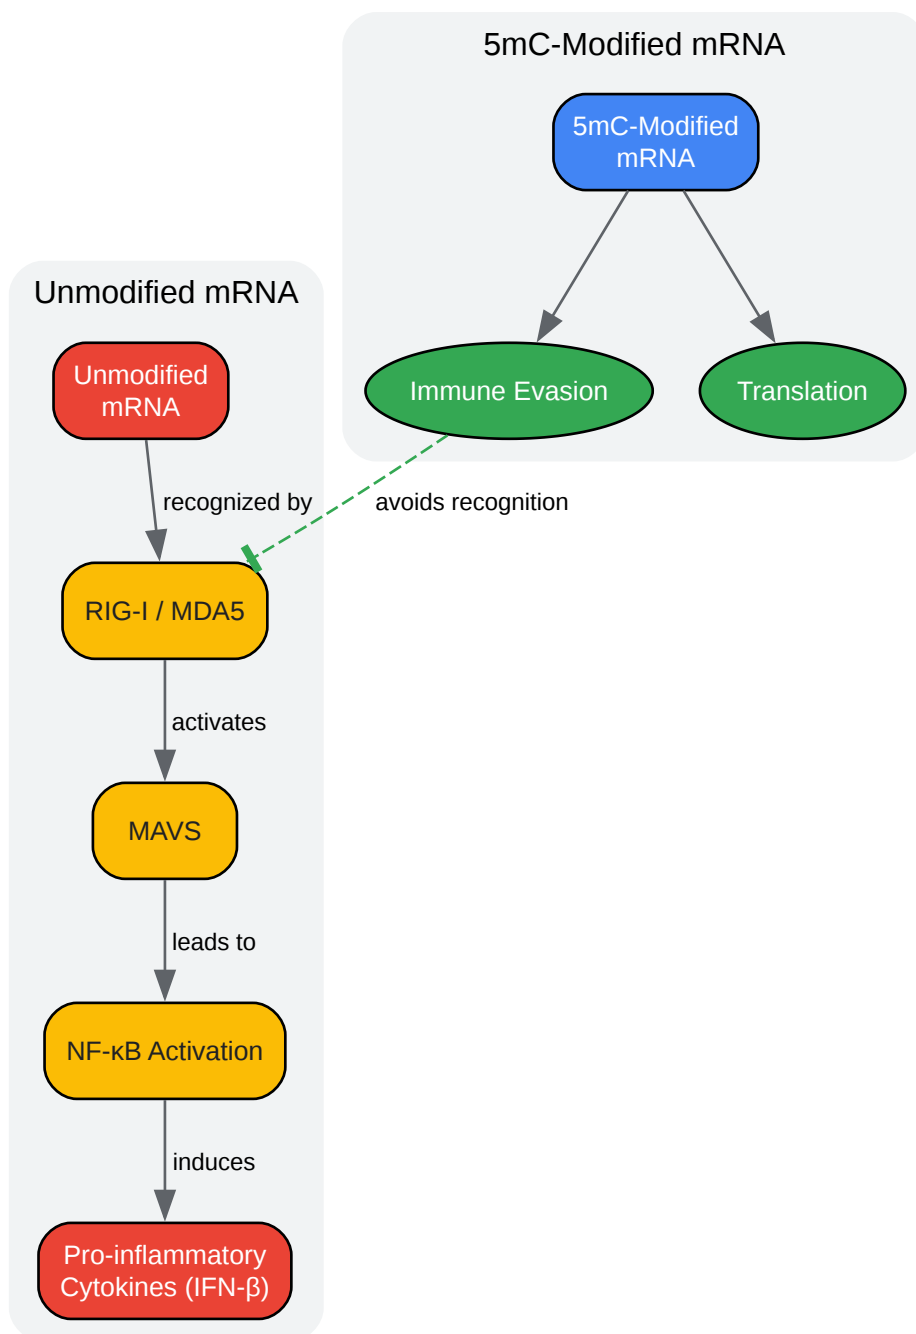 5mC-Modified mRNA
5mC-Modified
mRNA
Immune Evasion
Translation
Unmodified mRNA
Unmodified
mRNA
recognized by
avoids recognition
RIG-I / MDA5
activates
MAVS
leads to
NF-κB Activation
induces
Pro-inflammatory
Cytokines (IFN-β)